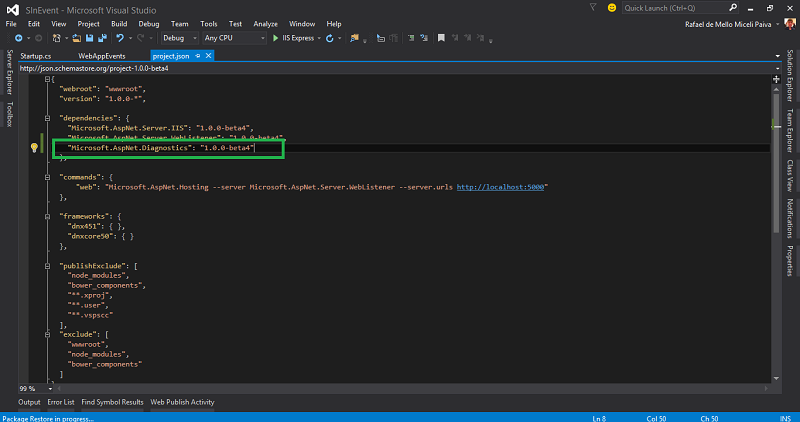 SInEvent - Microsoft Visual Studio
Quick Launch (Ctrl+Q)
File Edit View Project Build Debug Team Tools Test Analyze Window Help
Rafael de Mello Miceli Paiva
Debug Any CPU IIS Express
Startup.cs WebAppEvents project.json
http://json.schemastore.org/project-1.0.0-beta4
{
"webroot": "wwwroot",
"version": "1.0.0-*",
"dependencies": {
"Microsoft.AspNet.Server.IIS": "1.0.0-beta4",
"Microsoft.AspNet.Server.WebListener": "1.0.0-beta4",
"Microsoft.AspNet.Diagnostics": "1.0.0-beta4"
},
"commands": {
"web": "Microsoft.AspNet.Hosting --server Microsoft.AspNet.Server.WebListener --server.urls http://localhost:5000"
},
"frameworks": {
"dnx451": { },
"dnxcore50": { }
},
"publishExclude": [
"node_modules",
"bower_components",
"**.xproj",
"**.user",
"**.vspscc"
],
"exclude": [
"wwwroot",
"node_modules",
"bower_components"
]
99 %
Server Explorer
Toolbox
Solution Explorer
Team Explorer
Class View
Notifications
Properties
Output Error List Find Symbol Results Web Publish Activity
Package Restore in progress... Ln 8 Col 50 Ch 50 INS